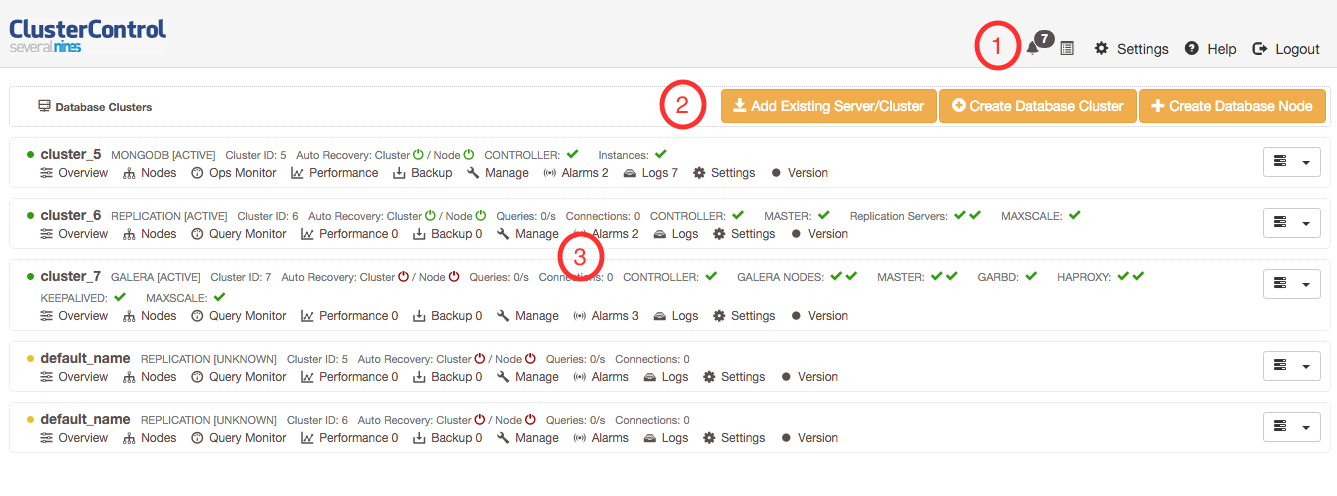 ClusterControl
severalnines
1 7 Settings Help Logout
Database Clusters 2 Add Existing Server/Cluster Create Database Cluster Create Database Node
cluster_5 MONGODB [ACTIVE] Cluster ID: 5 Auto Recovery: Cluster / Node CONTROLLER: Instances:
Overview Nodes Ops Monitor Performance Backup Manage Alarms 2 Logs 7 Settings Version
cluster_6 REPLICATION [ACTIVE] Cluster ID: 6 Auto Recovery: Cluster / Node Queries: 0/s Connections: 0 CONTROLLER: MASTER: Replication Servers: MAXSCALE:
Overview Nodes Query Monitor Performance 0 Backup 0 Manage Alarms 2 Logs Settings Version
3
cluster_7 GALERA [ACTIVE] Cluster ID: 7 Auto Recovery: Cluster / Node Queries: 0/s Connections: 0 CONTROLLER: GALERA NODES: MASTER: GARBD: HAPROXY:
KEEPALIVED: MAXSCALE:
Overview Nodes Query Monitor Performance 0 Backup 0 Manage Alarms 3 Logs Settings Version
default_name REPLICATION [UNKNOWN] Cluster ID: 5 Auto Recovery: Cluster / Node Queries: 0/s Connections: 0
Overview Nodes Query Monitor Performance 0 Backup 0 Manage Alarms Logs Settings Version
default_name REPLICATION [UNKNOWN] Cluster ID: 6 Auto Recovery: Cluster / Node Queries: 0/s Connections: 0
Overview Nodes Query Monitor Performance 0 Backup 0 Manage Alarms Logs Settings Version